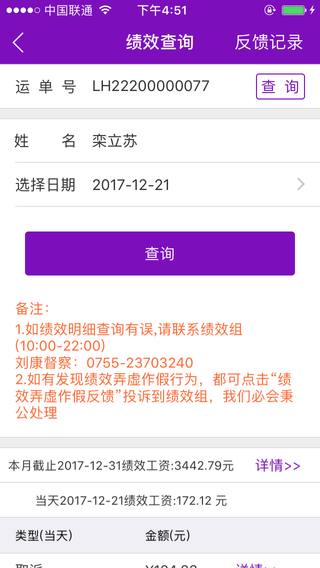 中国联通 下午4:51
绩效查询 反馈记录
运 单 号 LH22200000077 查 询
姓 名 栾立苏
选择日期 2017-12-21
查询
备注：
1.如绩效明细查询有误,请联系绩效组
(10:00-22:00)
刘康督察：0755-23703240
2.如有发现绩效弄虚作假行为，都可点击“绩
效弄虚作假反馈”投诉到绩效组，我们必会秉
公处理
本月截止2017-12-31绩效工资:3442.79元 详情>>
当天2017-12-21绩效工资:172.12 元
类型(当天) 金额(元)